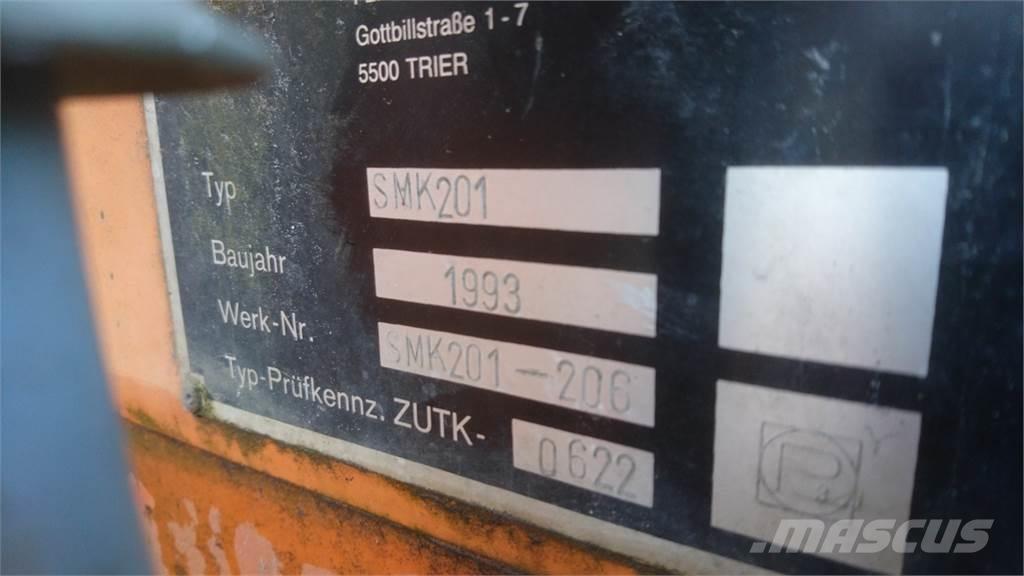 Gottbillstraße 1-7
5500 TRIER
Typ SMK201
Baujahr 1993
Werk-Nr. SMK201-206
Typ-Prüfkennz. ZUTK- 0622
MASCUS